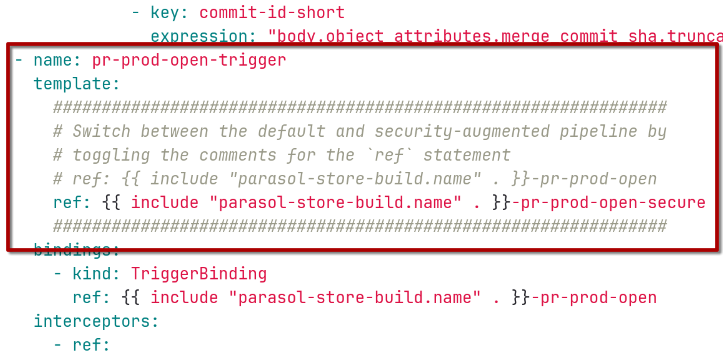 - key: commit-id-short
expression: "body.object_attributes.merge_commit_sha.trunca
- name: pr-prod-open-trigger
template:
###############################################################
# Switch between the default and security-augmented pipeline by
# toggling the comments for the `ref` statement
# ref: {{ include "parasol-store-build.name" . }}-pr-prod-open
ref: {{ include "parasol-store-build.name" . }}-pr-prod-open-secure
###############################################################
bindings:
- kind: TriggerBinding
ref: {{ include "parasol-store-build.name" . }}-pr-prod-open
interceptors:
- ref: